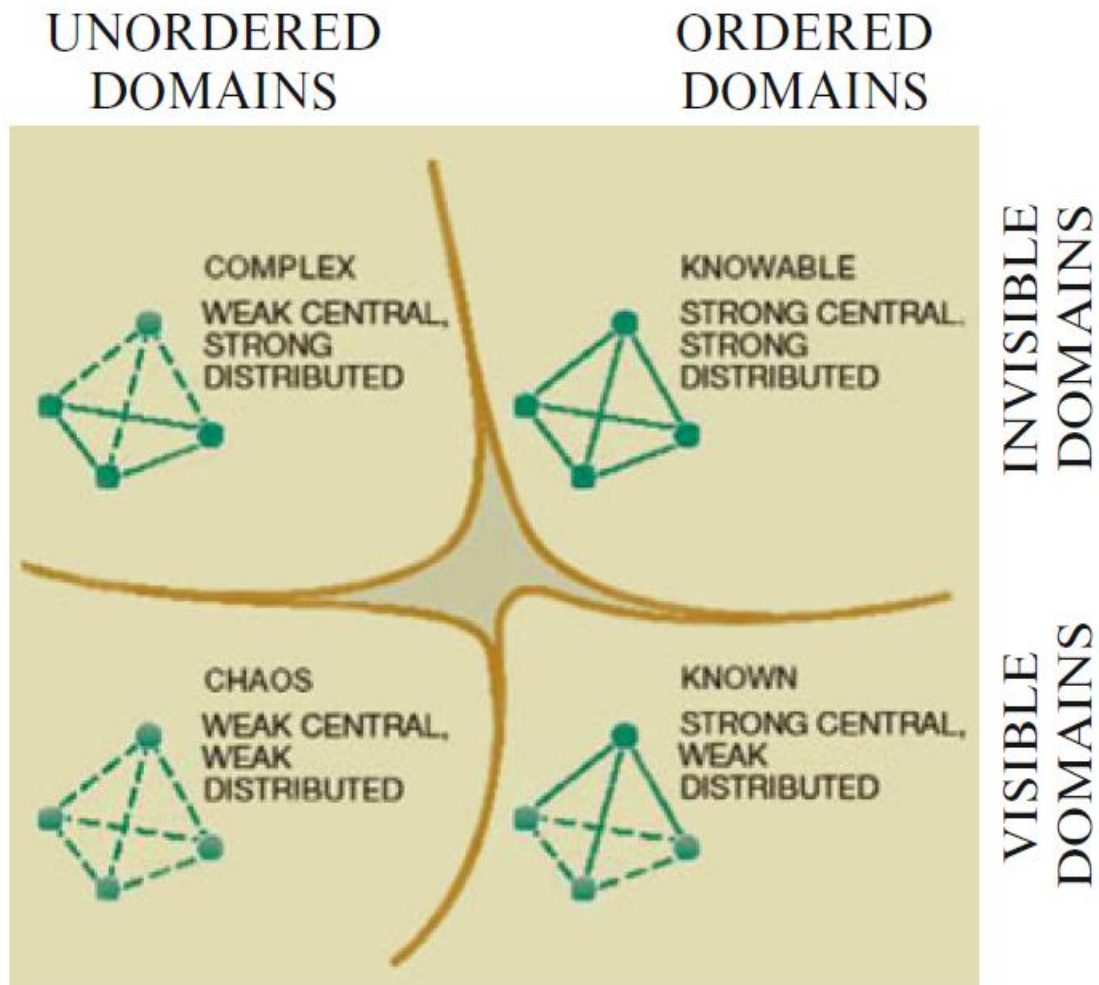 UNORDERED
DOMAINS
ORDERED
DOMAINS
COMPLEX
WEAK CENTRAL,
STRONG
DISTRIBUTED
KNOWABLE
STRONG CENTRAL,
STRONG
DISTRIBUTED
INVISIBLE
DOMAINS
CHAOS
WEAK CENTRAL,
WEAK
DISTRIBUTED
KNOWN
STRONG CENTRAL,
WEAK
DISTRIBUTED
VISIBLE
DOMAINS